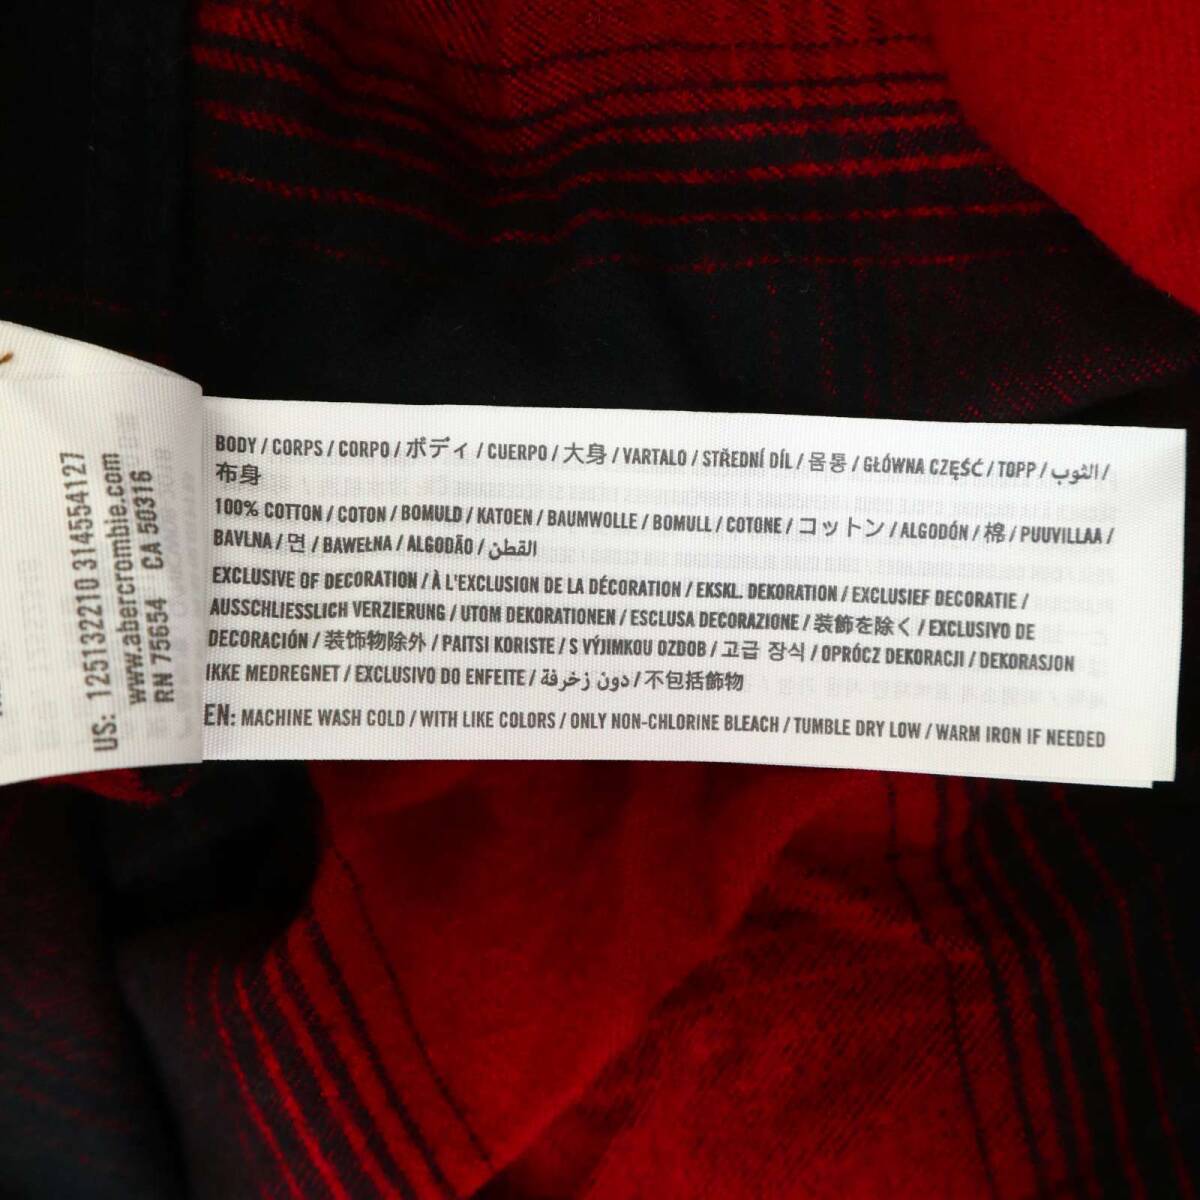 BODY / CORPS / CORPO / ボディ / CUERPO / 大身 / VARTALO / STŘEDNÍ DÍL / 몸통 / GŁÓWNA CZĘŚĆ / TOPP / الثوب /
布身
100% COTTON / COTON / BOMULD / KATOEN / BAUMWOLLE / BOMULL / COTONE / コットン / ALGODÓN / 棉 / PUUVILLAA /
BAVLNA / 면 / BAWEŁNA / ALGODÃO / القطن
EXCLUSIVE OF DECORATION / À L'EXCLUSION DE LA DÉCORATION / EKSKL. DEKORATION / EXCLUSIEF DECORATIE /
AUSSCHLIESSLICH VERZIERUNG / UTOM DEKORATIONEN / ESCLUSA DECORAZIONE / 装飾を除く / EXCLUSIVO DE
DECORACIÓN / 装饰物除外 / PAITSI KORISTE / S VÝJIMKOU OZDOB / 고급 장식 / OPRÓCZ DEKORACJI / DEKORASJON
IKKE MEDREGNET / EXCLUSIVO DO ENFEITE / دون زخرفة / 不包括飾物
EN: MACHINE WASH COLD / WITH LIKE COLORS / ONLY NON-CHLORINE BLEACH / TUMBLE DRY LOW / WARM IRON IF NEEDED
US: 1251322210 314554127
www.abercrombie.com
RN 75654 CA 50316